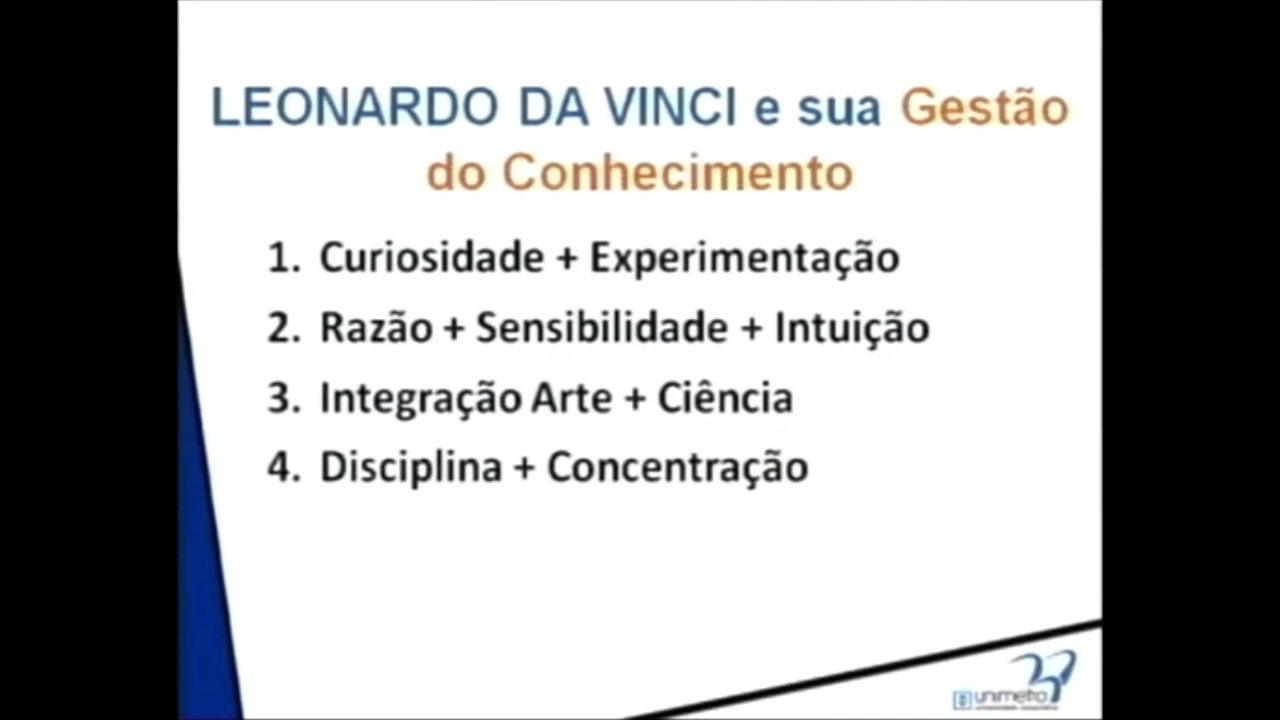 LEONARDO DA VINCI e sua Gestão
do Conhecimento
1. Curiosidade + Experimentação
2. Razão + Sensibilidade + Intuição
3. Integração Arte + Ciência
4. Disciplina + Concentração
unimetro